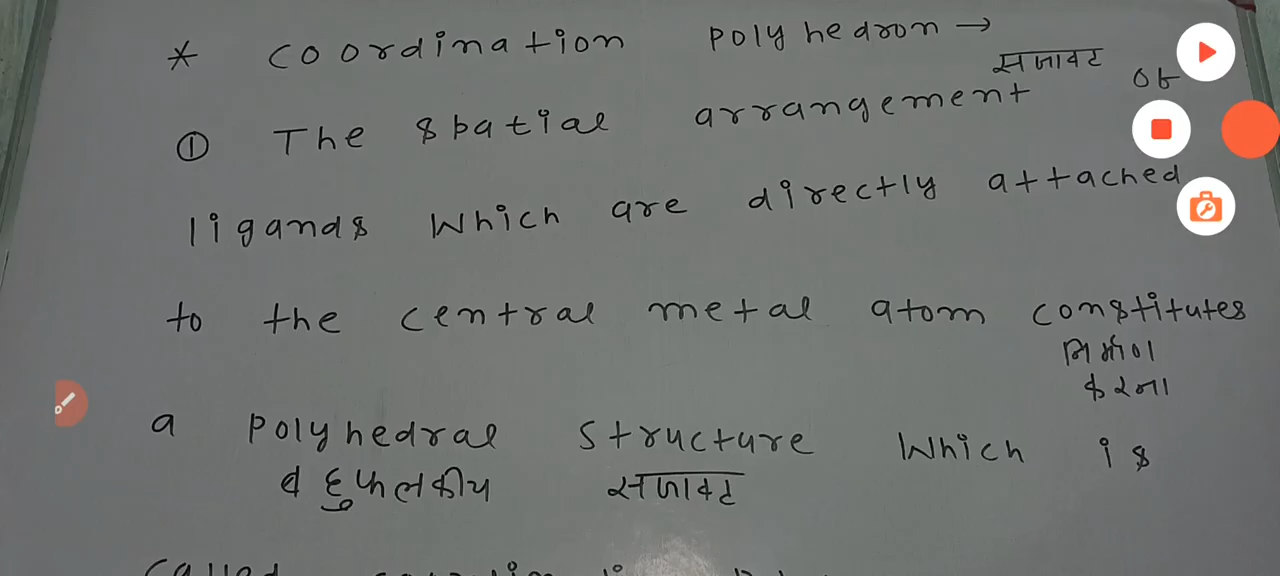 * Coordination Polyhedron →
सजावट
① The spatial arrangement of
ligands Which are directly attached
to the central metal atom constitutes
निर्माण
करना
a Polyhedral Structure Which is
बहुफलकीय सजावट
Called